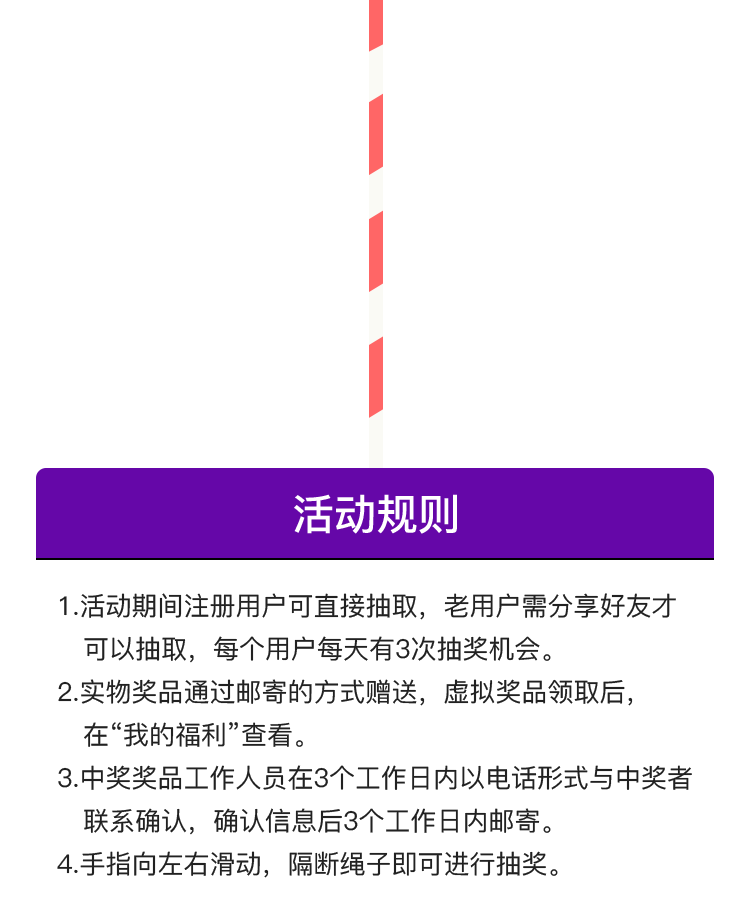 活动规则
1.活动期间注册用户可直接抽取，老用户需分享好友才
可以抽取，每个用户每天有3次抽奖机会。
2.实物奖品通过邮寄的方式赠送，虚拟奖品领取后，
在“我的福利”查看。
3.中奖奖品工作人员在3个工作日内以电话形式与中奖者
联系确认，确认信息后3个工作日内邮寄。
4.手指向左右滑动，隔断绳子即可进行抽奖。